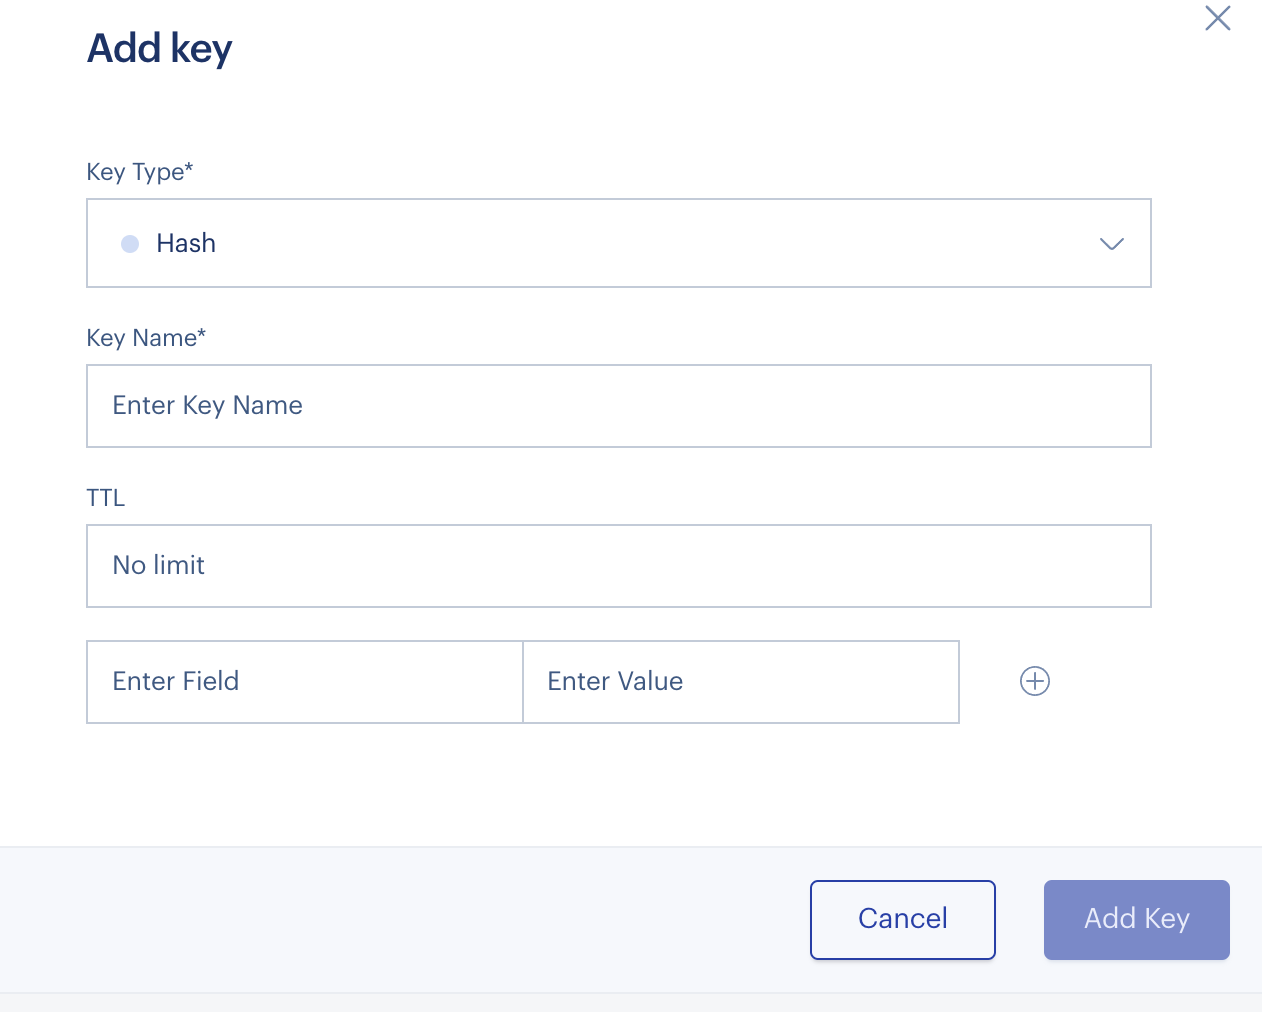 Add key
Key Type*
Hash
Key Name*
Enter Key Name
TTL
No limit
Enter Field Enter Value
Cancel Add Key